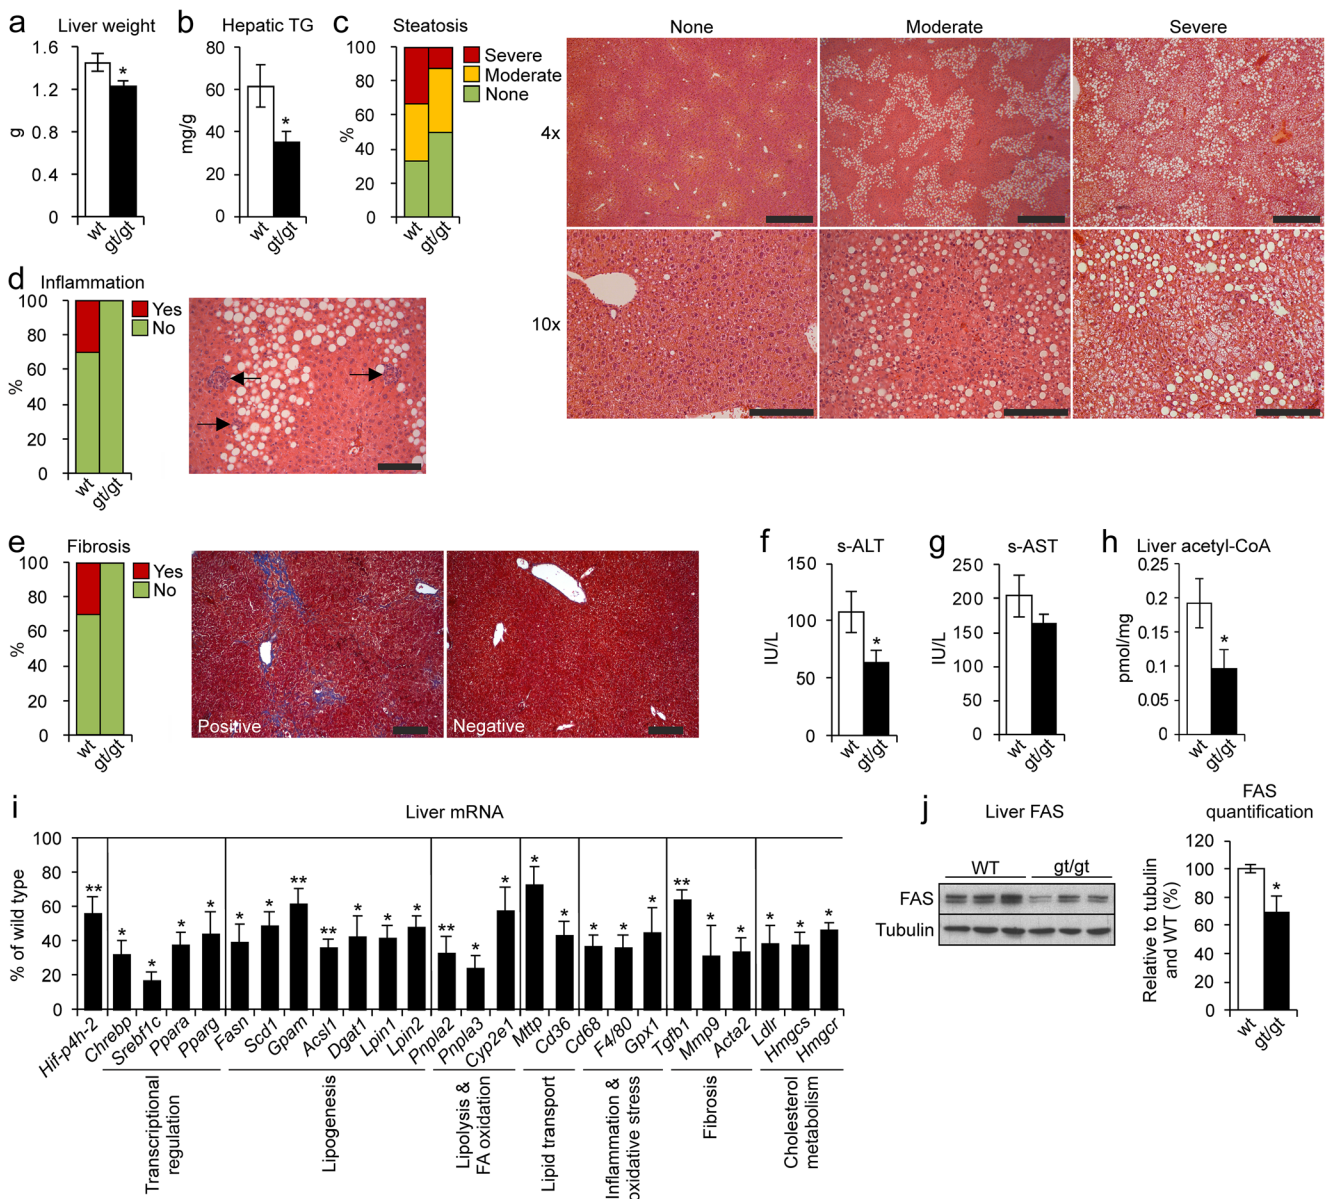 a Liver weight
1.6
1.2
0.8
0.4
0
g
*
wt
gt/gt
b Hepatic TG
80
60
40
20
0
mg/g
*
wt
gt/gt
c Steatosis
100
80
60
40
20
0
%
Severe
Moderate
None
wt
gt/gt
None Moderate Severe
4x
10x
d Inflammation
100
80
60
40
20
0
%
Yes
No
wt
gt/gt
e Fibrosis
100
80
60
40
20
0
%
Yes
No
wt
gt/gt
Positive
Negative
f s-ALT
150
100
50
0
IU/L
*
wt
gt/gt
g s-AST
250
200
150
100
50
0
IU/L
wt
gt/gt
h Liver acetyl-CoA
0.25
0.2
0.15
0.1
0.05
0
pmol/mg
*
wt
gt/gt
i Liver mRNA
100
80
60
40
20
0
% of wild type
** * * * * * * ** ** * * * ** * * * * * * * ** * * * * *
Hif-p4h-2
Chrebp
Srebf1c
Ppara
Pparg
Fasn
Scd1
Gpam
Acsl1
Dgat1
Lpin1
Lpin2
Pnpla2
Pnpla3
Cyp2e1
Mttp
Cd36
Cd68
F4/80
Gpx1
Tgfb1
Mmp9
Acta2
Ldlr
Hmgcs
Hmgcr
Transcriptional
regulation
Lipogenesis
Lipolysis &
FA oxidation
Lipid transport
Inflammation &
oxidative stress
Fibrosis
Cholesterol
metabolism
j Liver FAS
WT gt/gt
FAS
Tubulin
FAS
quantification
120
100
80
60
40
20
0
Relative to tubulin
and WT (%)
*
wt
gt/gt